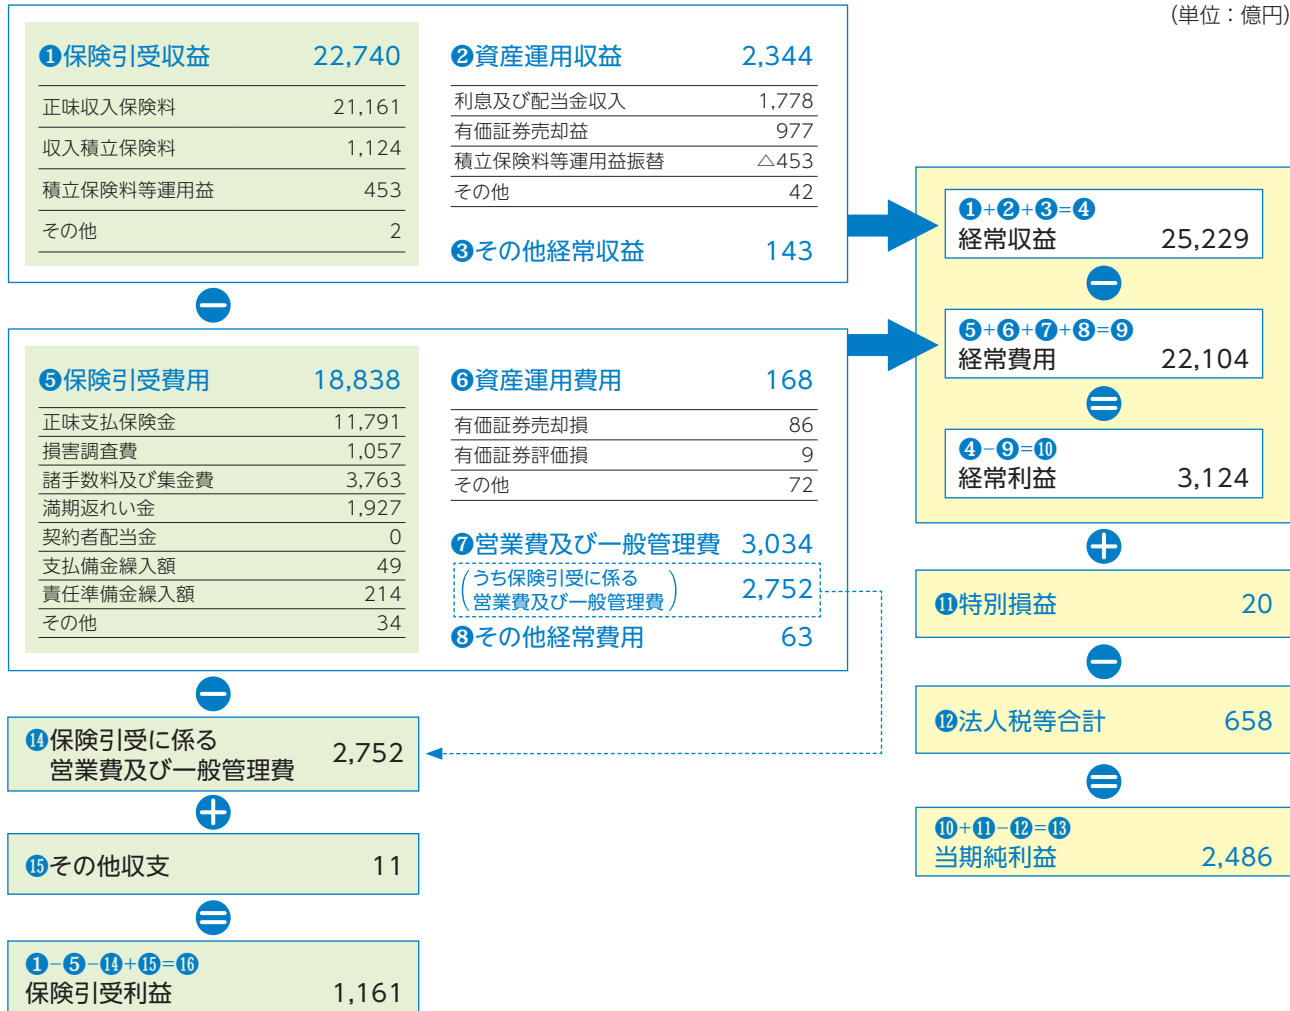 (単位：億円)
❶保険引受収益 22,740
正味収入保険料 21,161
収入積立保険料 1,124
積立保険料等運用益 453
その他 2
❷資産運用収益 2,344
利息及び配当金収入 1,778
有価証券売却益 977
積立保険料等運用益振替 △453
その他 42
❸その他経常収益 143
❶+❷+❸=❹
経常収益 25,229
❺+❻+❼+❽=❾
経常費用 22,104
❹−❾=❿
経常利益 3,124
❺保険引受費用 18,838
正味支払保険金 11,791
損害調査費 1,057
諸手数料及び集金費 3,763
満期返れい金 1,927
契約者配当金 0
支払備金繰入額 49
責任準備金繰入額 214
その他 34
❻資産運用費用 168
有価証券売却損 86
有価証券評価損 9
その他 72
❼営業費及び一般管理費 3,034
(うち保険引受に係る
営業費及び一般管理費) 2,752
❽その他経常費用 63
⓫特別損益 20
⓬法人税等合計 658
❿+⓫−⓬=⓭
当期純利益 2,486
⓮保険引受に係る
営業費及び一般管理費 2,752
⓯その他収支 11
❶−❺−⓮+⓯=⓰
保険引受利益 1,161